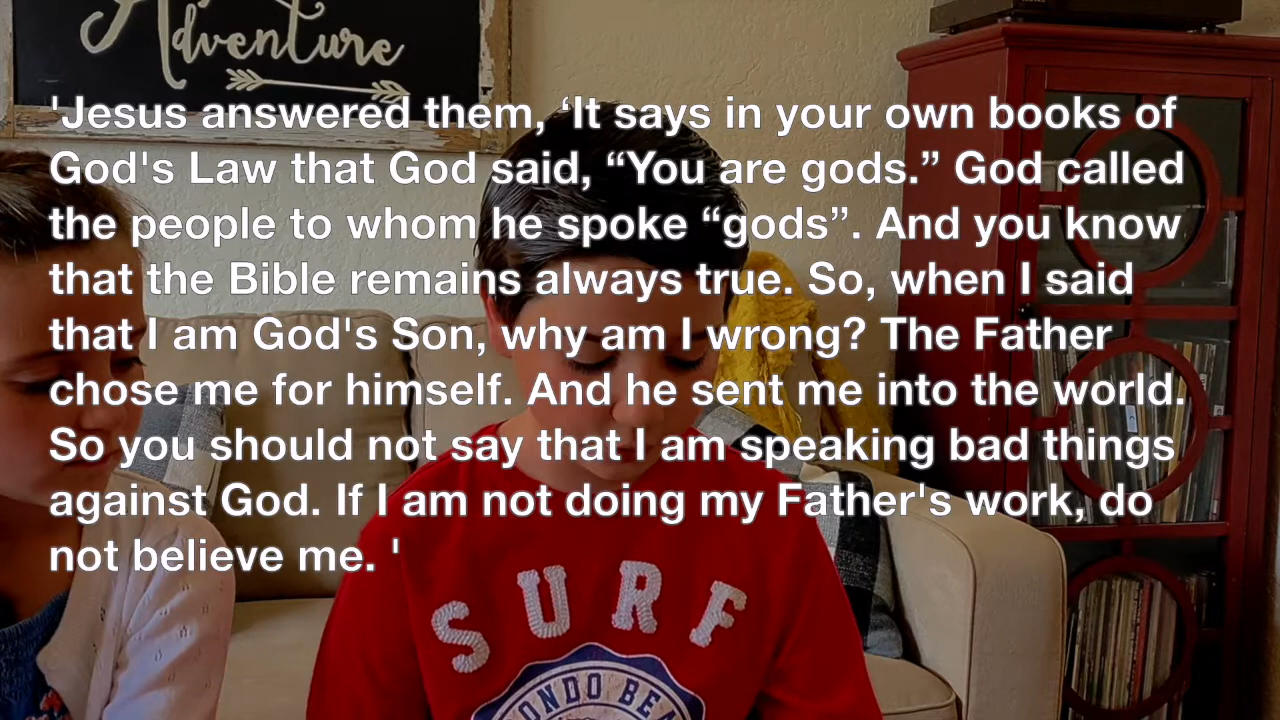 Adventure
'Jesus answered them, ‘It says in your own books of
God's Law that God said, “You are gods.” God called
the people to whom he spoke “gods”. And you know
that the Bible remains always true. So, when I said
that I am God's Son, why am I wrong? The Father
chose me for himself. And he sent me into the world.
So you should not say that I am speaking bad things
against God. If I am not doing my Father's work, do
not believe me. '
SURF